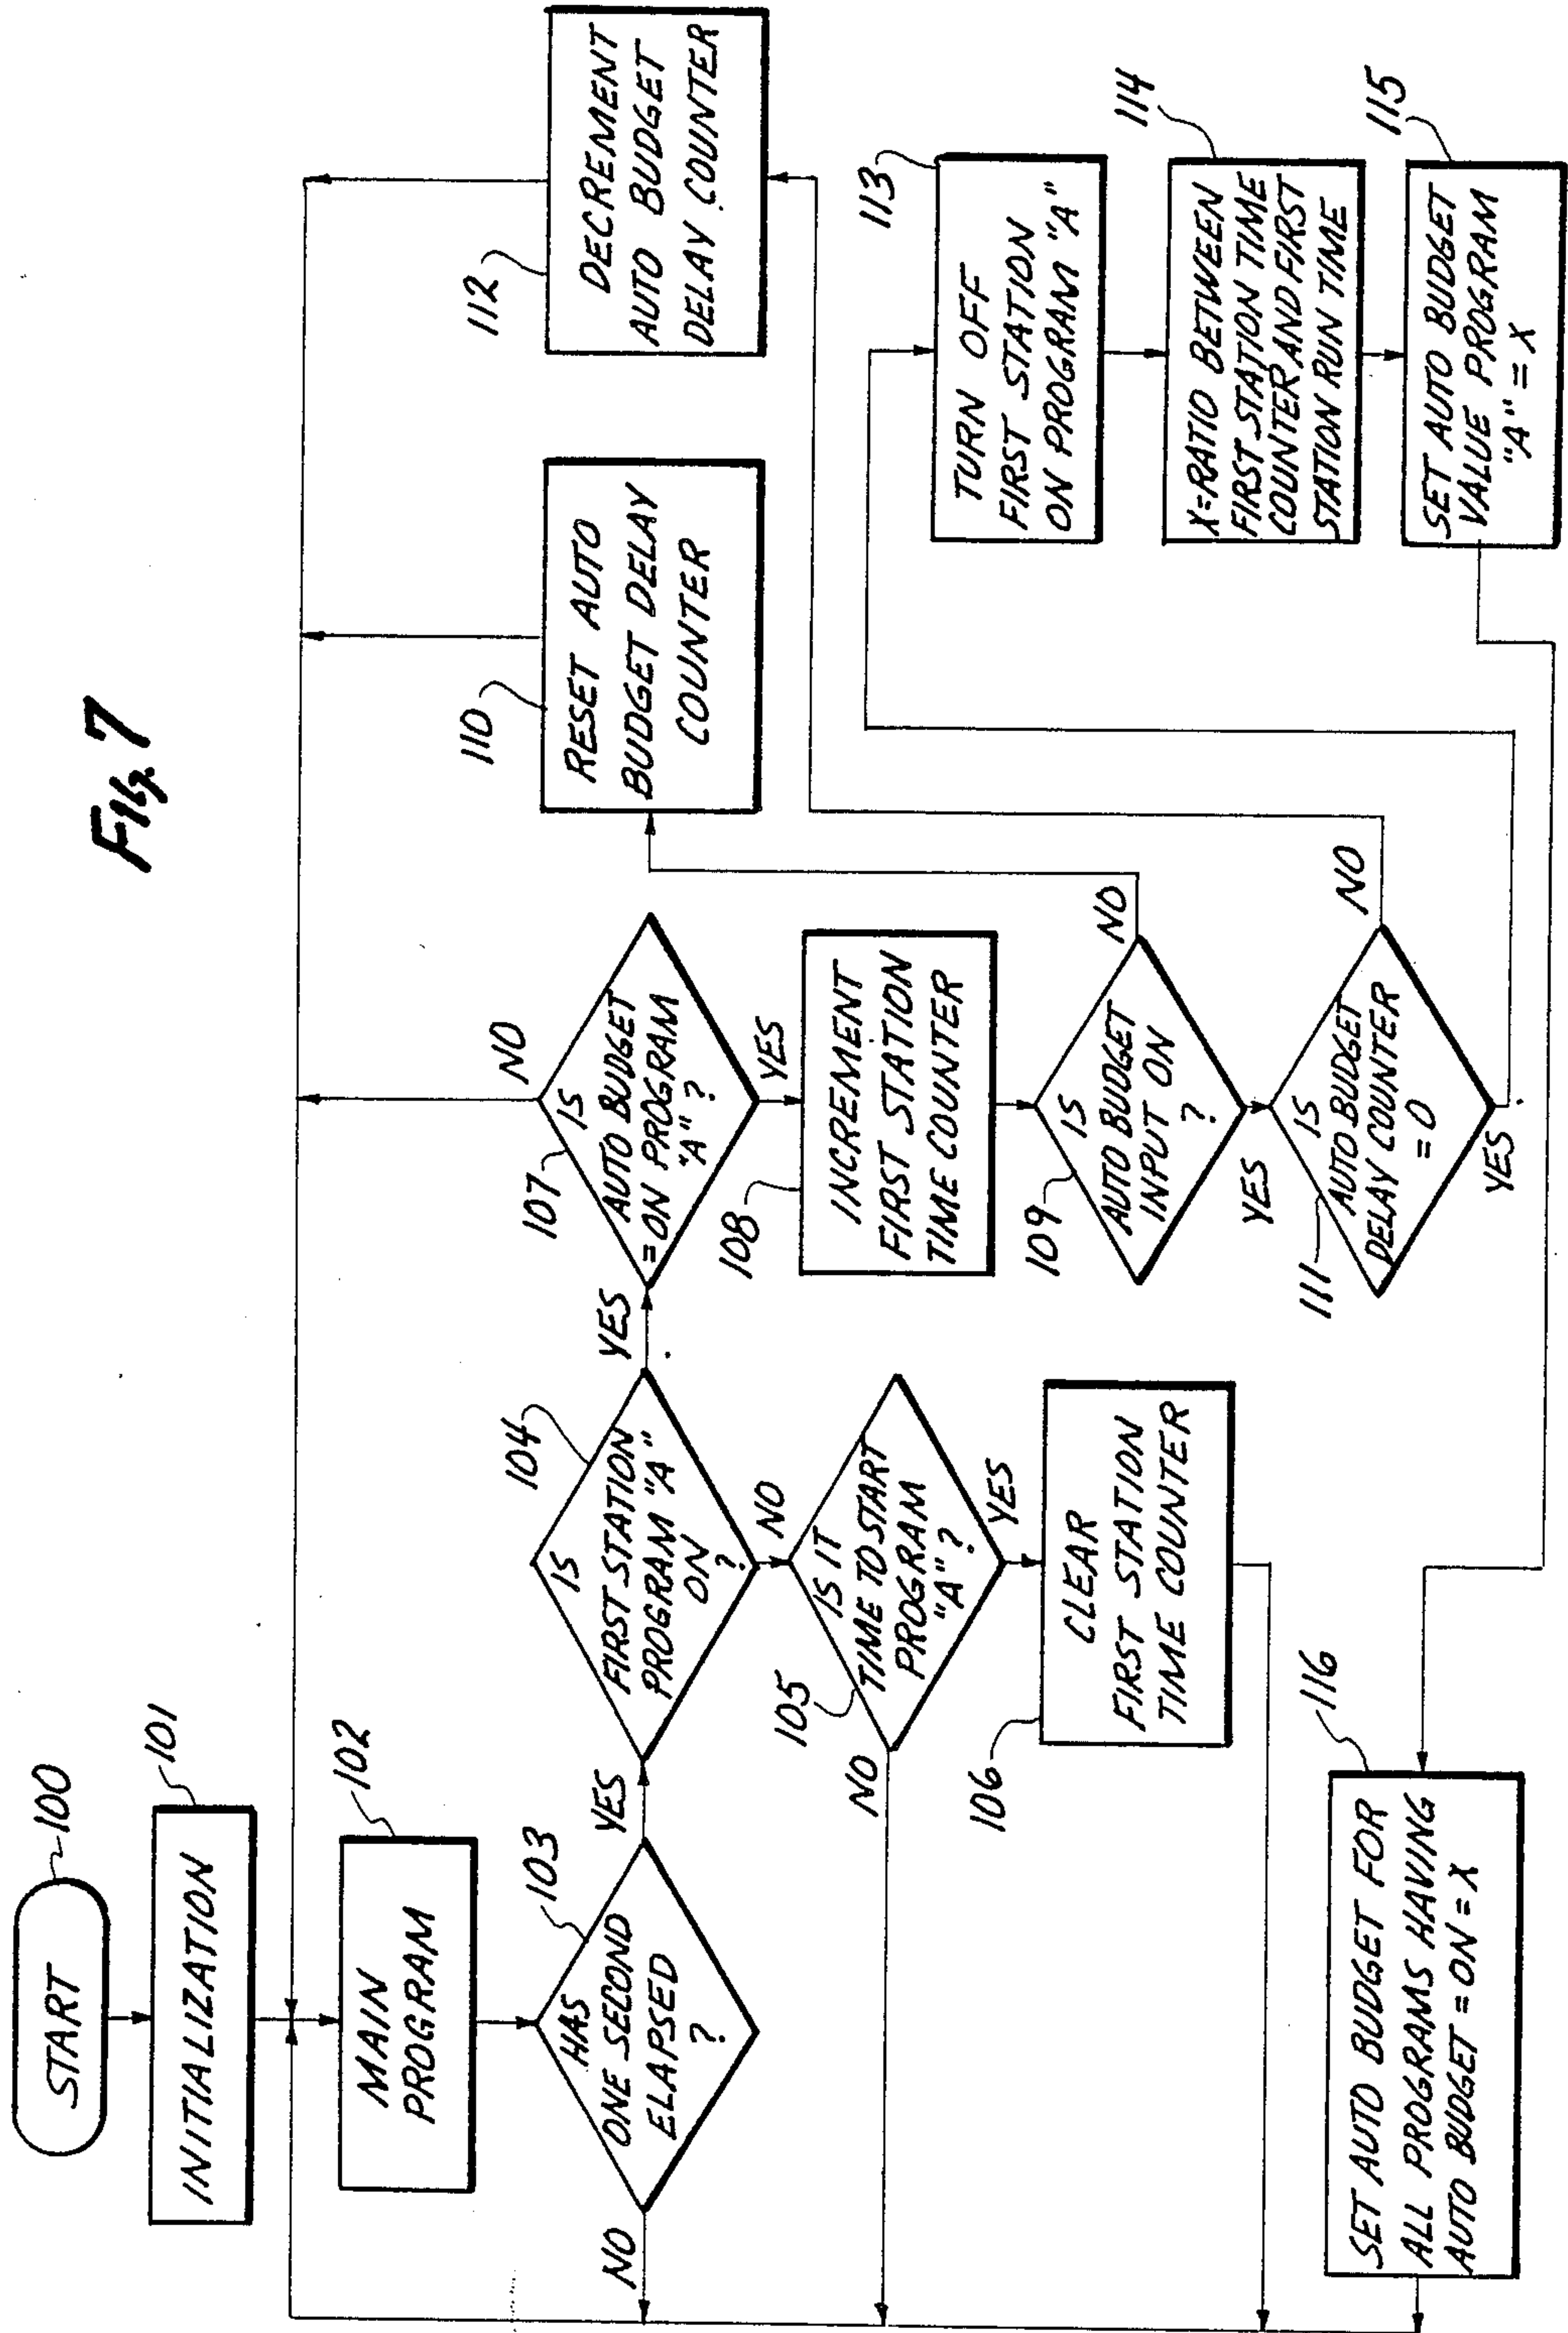 Fig. 7
START
100
INITIALIZATION
101
MAIN
PROGRAM
102
HAS
ONE SECOND
ELAPSED
?
103
NO
YES
IS
FIRST STATION
PROGRAM "A"
ON
?
104
YES
NO
IS IT
TIME TO START
PROGRAM
"A"?
105
NO
YES
CLEAR
FIRST STATION
TIME COUNTER
106
IS
AUTO BUDGET
= ON PROGRAM
"A"?
107
NO
YES
INCREMENT
FIRST STATION
TIME COUNTER
108
IS
AUTO BUDGET
INPUT ON
?
109
NO
YES
RESET AUTO
BUDGET DELAY
COUNTER
110
IS
AUTO BUDGET
DELAY COUNTER
= 0
111
NO
YES
DECREMENT
AUTO BUDGET
DELAY COUNTER
112
TURN OFF
FIRST STATION
ON PROGRAM "A"
113
X=RATIO BETWEEN
FIRST STATION TIME
COUNTER AND FIRST
STATION RUN TIME
114
SET AUTO BUDGET
VALUE PROGRAM
"A" = X
115
SET AUTO BUDGET FOR
ALL PROGRAMS HAVING
AUTO BUDGET = ON = X
116